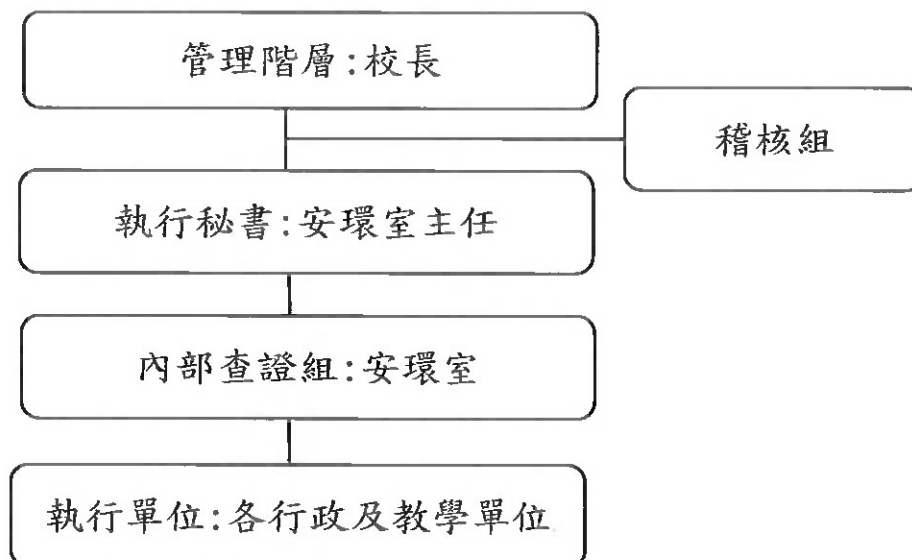 管理階層:校長
稽核組
執行秘書:安環室主任
內部查證組:安環室
執行單位:各行政及教學單位